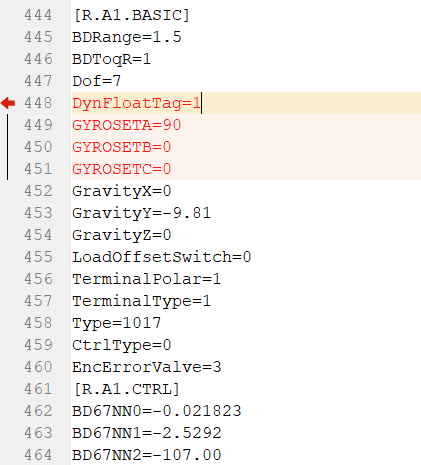 444 [R.A1.BASIC]
445 BDRange=1.5
446 BDToqR=1
447 Dof=7
448 DynFloatTag=1
449 GYROSETA=90
450 GYROSETB=0
451 GYROSETC=0
452 GravityX=0
453 GravityY=-9.81
454 GravityZ=0
455 LoadOffsetSwitch=0
456 TerminalPolar=1
457 TerminalType=1
458 Type=1017
459 CtrlType=0
460 EncErrorValve=3
461 [R.A1.CTRL]
462 BD67NN0=-0.021823
463 BD67NN1=-2.5292
464 BD67NN2=-107.00